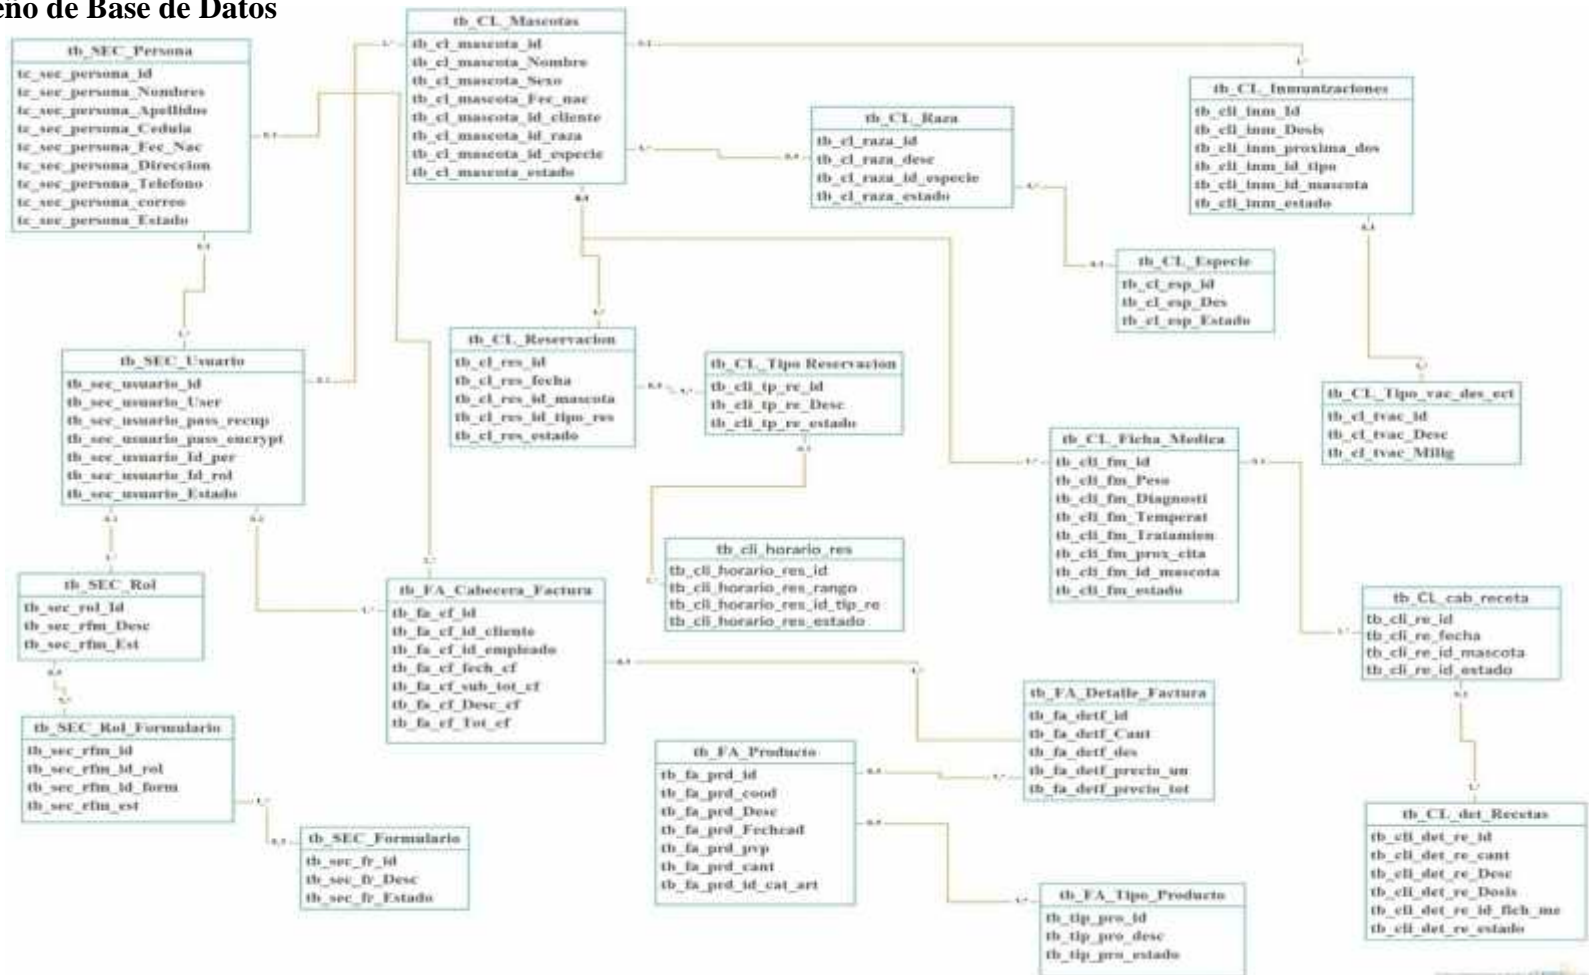 eño de Base de Datos
tb_SEC_Persona
tc_sec_persona_id
tc_sec_persona_Nombres
tc_sec_persona_Apellidos
tc_sec_persona_Cedula
tc_sec_persona_Fec_Nac
tc_sec_persona_Direccion
tc_sec_persona_Telefono
tc_sec_persona_correo
tc_sec_persona_Estado
tb_CL_Mascotas
tb_cl_mascota_id
tb_cl_mascota_Nombre
tb_cl_mascota_Sexo
tb_cl_mascota_Fec_nac
tb_cl_mascota_id_cliente
tb_cl_mascota_id_raza
tb_cl_mascota_id_especie
tb_cl_mascota_estado
tb_CL_Raza
tb_cl_raza_id
tb_cl_raza_desc
tb_cl_raza_id_especie
tb_cl_raza_estado
tb_CL_Inmunizaciones
tb_cli_inm_Id
tb_cli_inm_Dosis
tb_cli_inm_proxima_dos
tb_cli_inm_id_tipo
tb_cli_inm_id_mascota
tb_cli_inm_estado
tb_CL_Especie
tb_cl_esp_id
tb_cl_esp_Des
tb_cl_esp_Estado
tb_SEC_Usuario
tb_sec_usuario_id
tb_sec_usuario_User
tb_sec_usuario_pass_recup
tb_sec_usuario_pass_encrypt
tb_sec_usuario_Id_per
tb_sec_usuario_Id_rol
tb_sec_usuario_Estado
tb_CL_Reservacion
tb_cl_res_id
tb_cl_res_fecha
tb_cl_res_id_mascota
tb_cl_res_id_tipo_res
tb_cl_res_estado
tb_CL_Tipo Reservacion
tb_cli_tp_re_id
tb_cli_tp_re_Desc
tb_cli_tp_re_estado
tb_CL_Tipo_vac_des_ect
tb_cl_tvac_id
tb_cl_tvac_Desc
tb_cl_tvac_Millg
tb_CL_Ficha_Medica
tb_cli_fm_id
tb_cli_fm_Peso
tb_cli_fm_Diagnosti
tb_cli_fm_Temperat
tb_cli_fm_Tratamien
tb_cli_fm_prox_cita
tb_cli_fm_id_mascota
tb_cli_fm_estado
tb_cli_horario_res
tb_cli_horario_res_id
tb_cli_horario_res_rango
tb_cli_horario_res_id_tip_re
tb_cli_horario_res_estado
tb_SEC_Rol
tb_sec_rol_Id
tb_sec_rfm_Desc
tb_sec_rfm_Est
tb_FA_Cabecera_Factura
tb_fa_cf_id
tb_fa_cf_id_cliente
tb_fa_cf_id_empleado
tb_fa_cf_fech_cf
tb_fa_cf_sub_tot_cf
tb_fa_cf_Desc_cf
tb_fa_cf_Tot_cf
tb_CL_cab_receta
tb_cli_re_id
tb_cli_re_fecha
tb_cli_re_id_mascota
tb_cli_re_id_estado
tb_SEC_Rol_Formulario
tb_sec_rfm_id
tb_sec_rfm_id_rol
tb_sec_rfm_id_form
tb_sec_rfm_est
tb_FA_Detalle_Factura
tb_fa_detf_id
tb_fa_detf_Cant
tb_fa_detf_des
tb_fa_detf_precio_un
tb_fa_detf_precio_tot
tb_FA_Producto
tb_fa_prd_id
tb_fa_prd_cood
tb_fa_prd_Desc
tb_fa_prd_Fechcad
tb_fa_prd_pvp
tb_fa_prd_cant
tb_fa_prd_id_cat_art
tb_SEC_Formulario
tb_sec_fr_id
tb_sec_fr_Desc
tb_sec_fr_Estado
tb_CL_det_Recetas
tb_cli_det_re_id
tb_cli_det_re_cant
tb_cli_det_re_Desc
tb_cli_det_re_Dosis
tb_cli_det_re_id_fich_me
tb_cli_det_re_estado
tb_FA_Tipo_Producto
tb_tip_pro_id
tb_tip_pro_desc
tb_tip_pro_estado